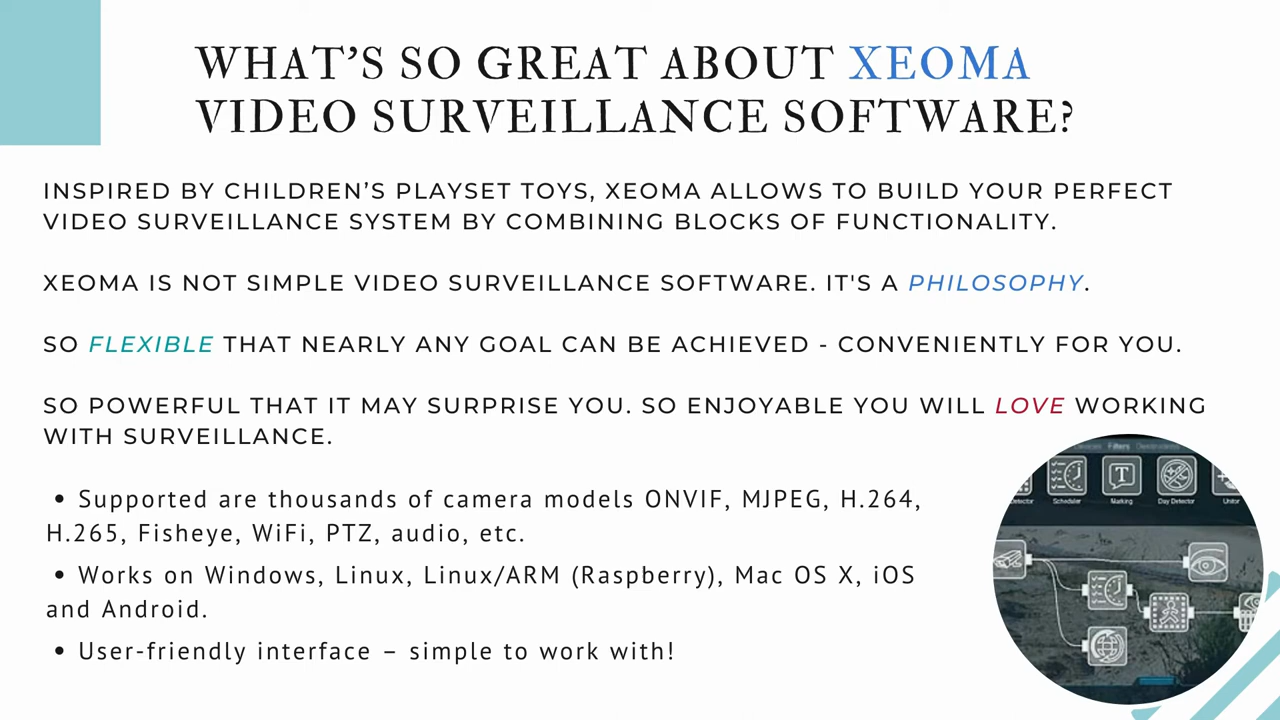 WHAT'S SO GREAT ABOUT XEOMA
VIDEO SURVEILLANCE SOFTWARE?
INSPIRED BY CHILDREN'S PLAYSET TOYS, XEOMA ALLOWS TO BUILD YOUR PERFECT
VIDEO SURVEILLANCE SYSTEM BY COMBINING BLOCKS OF FUNCTIONALITY.
XEOMA IS NOT SIMPLE VIDEO SURVEILLANCE SOFTWARE. IT'S A PHILOSOPHY.
SO FLEXIBLE THAT NEARLY ANY GOAL CAN BE ACHIEVED - CONVENIENTLY FOR YOU.
SO POWERFUL THAT IT MAY SURPRISE YOU. SO ENJOYABLE YOU WILL LOVE WORKING
WITH SURVEILLANCE.
• Supported are thousands of camera models ONVIF, MJPEG, H.264,
H.265, Fisheye, WiFi, PTZ, audio, etc.
• Works on Windows, Linux, Linux/ARM (Raspberry), Mac OS X, iOS
and Android.
• User-friendly interface – simple to work with!
Filters
Scheduler Marking Day Detector